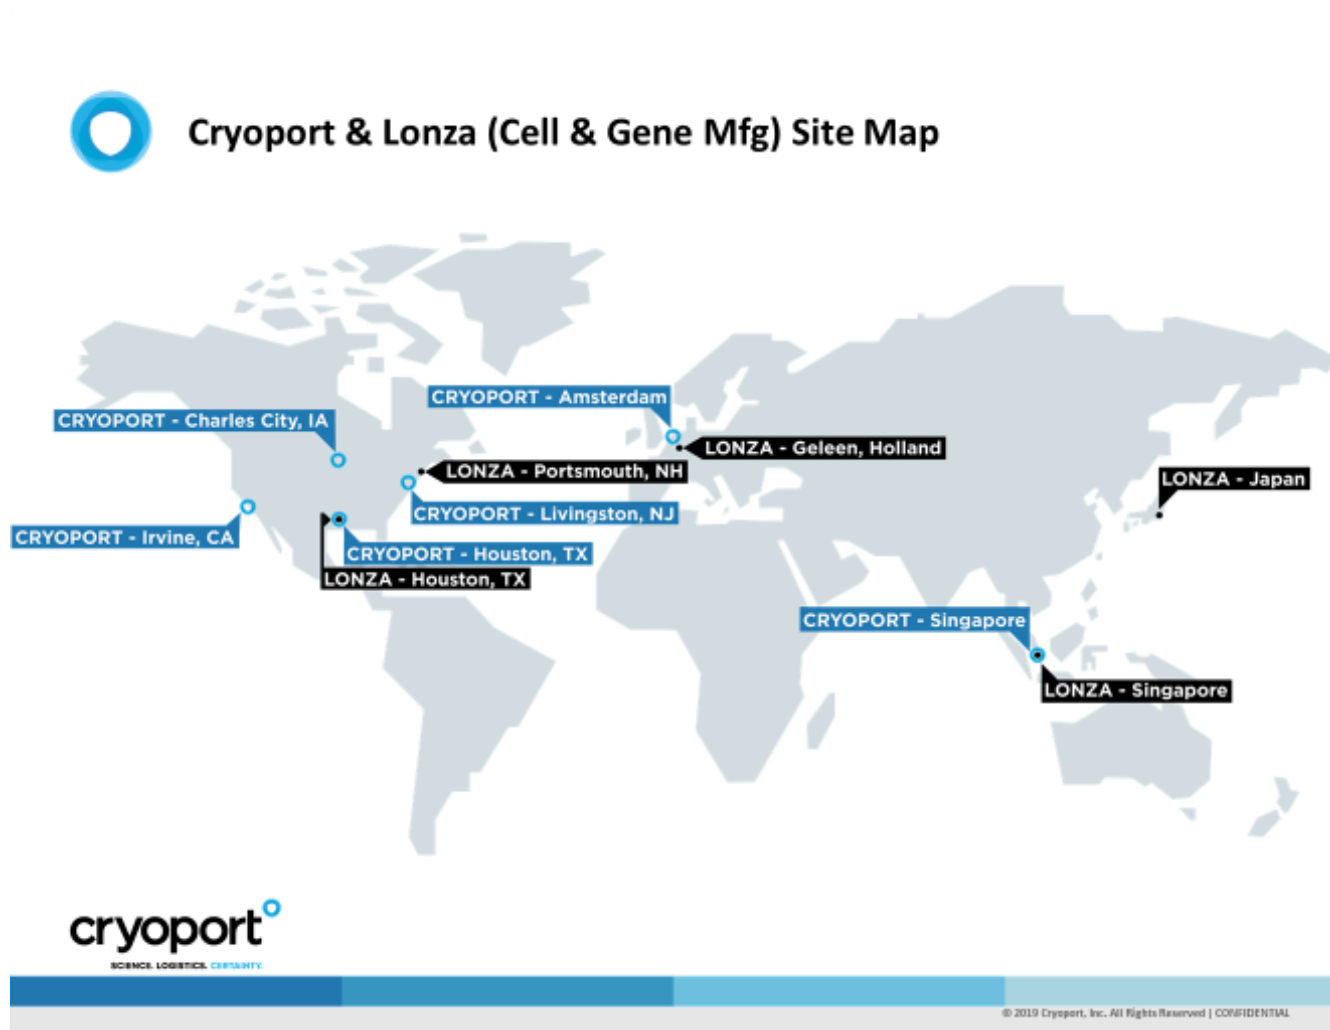 Cryoport & Lonza (Cell & Gene Mfg) Site Map
CRYOPORT - Amsterdam
CRYOPORT - Charles City, IA
LONZA - Geleen, Holland
LONZA - Portsmouth, NH
LONZA - Japan
CRYOPORT - Livingston, NJ
CRYOPORT - Irvine, CA
CRYOPORT - Houston, TX
LONZA - Houston, TX
CRYOPORT - Singapore
LONZA - Singapore
cryoport
SCIENCE. LOGISTICS. CERTAINTY.
© 2019 Cryoport, Inc. All Rights Reserved | CONFIDENTIAL